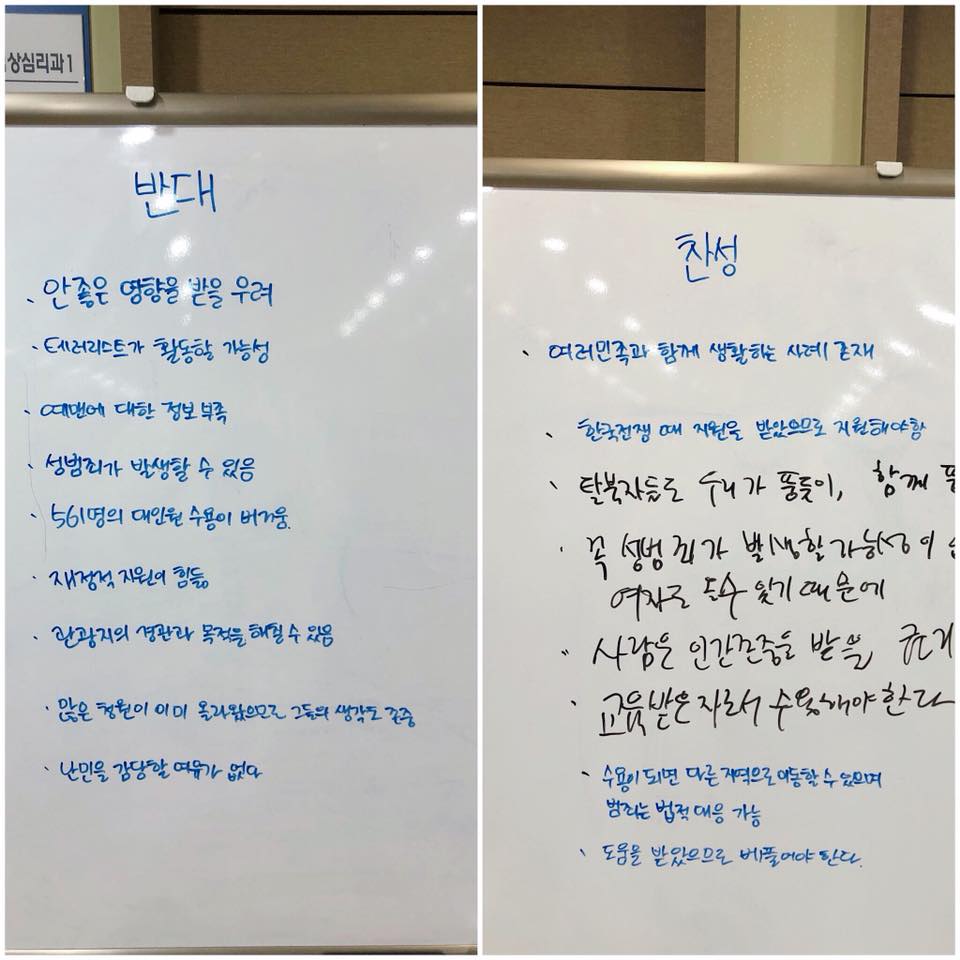 상심리과1
반대
안 좋은 영향을 받을 우려
테러리스트가 활동할 가능성
예맨에 대한 정보 부족
성범죄가 발생할 수 있음
561명의 대인원 수용이 버거움.
재정적 지원의 힘듦
관광지의 경관과 목적을 해칠 수 있음
많은 청원이 이미 올라왔으므로 그들의 생각도 존중
난민을 감당할 여유가 없다
찬성
여러민족과 함께 생활하는 사례 존재
한국전쟁 때 지원을 받았으므로 지원해야함
탈북자들도 우리가 품듯이, 함께
꼭 성범죄가 발생할 가능성이
여자도 올수 있기 때문에
사람은 인간존중을 받을,
교육받은 자로서 수용해야 한다
수용이 되면 다른 지역으로 이동할 수 있으며
범죄는 법적 대응 가능
도움을 받았으므로 베풀어야 한다.